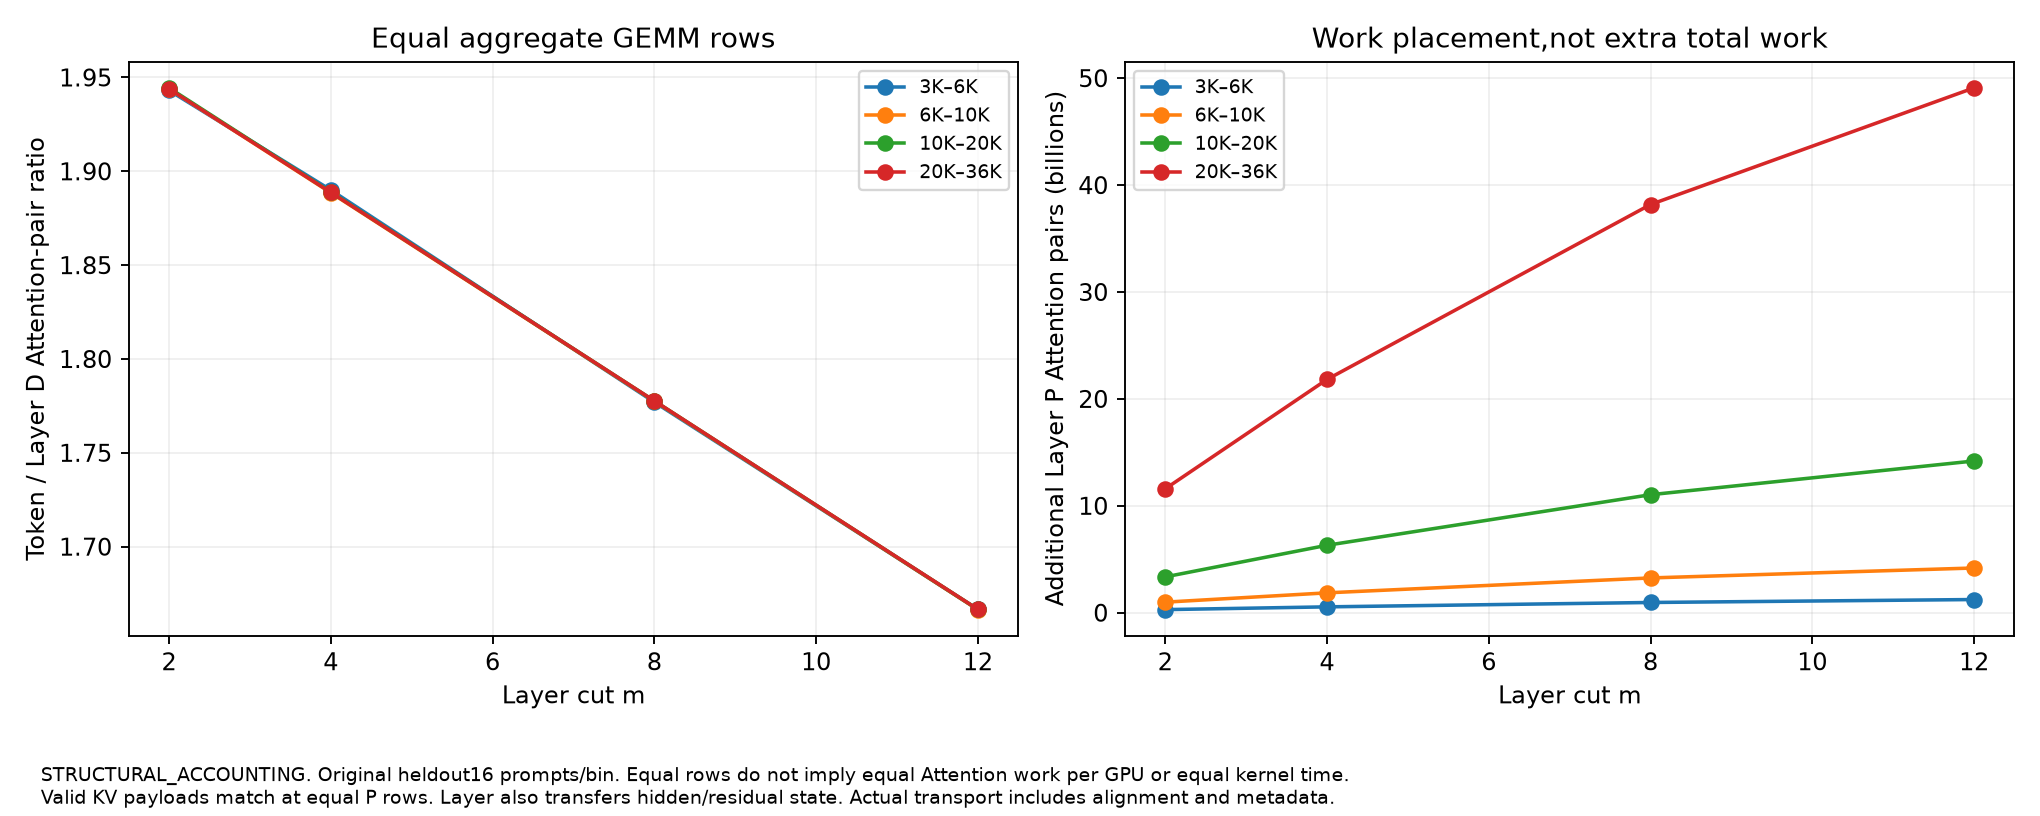 Equal aggregate GEMM rows
Token / Layer D Attention-pair ratio
1.95
1.90
1.85
1.80
1.75
1.70
3K–6K
6K–10K
10K–20K
20K–36K
2
4
6
8
10
12
Layer cut m
Work placement,not extra total work
Additional Layer P Attention pairs (billions)
50
40
30
20
10
0
3K–6K
6K–10K
10K–20K
20K–36K
2
4
6
8
10
12
Layer cut m
STRUCTURAL_ACCOUNTING. Original heldout16 prompts/bin. Equal rows do not imply equal Attention work per GPU or equal kernel time.
Valid KV payloads match at equal P rows. Layer also transfers hidden/residual state. Actual transport includes alignment and metadata.